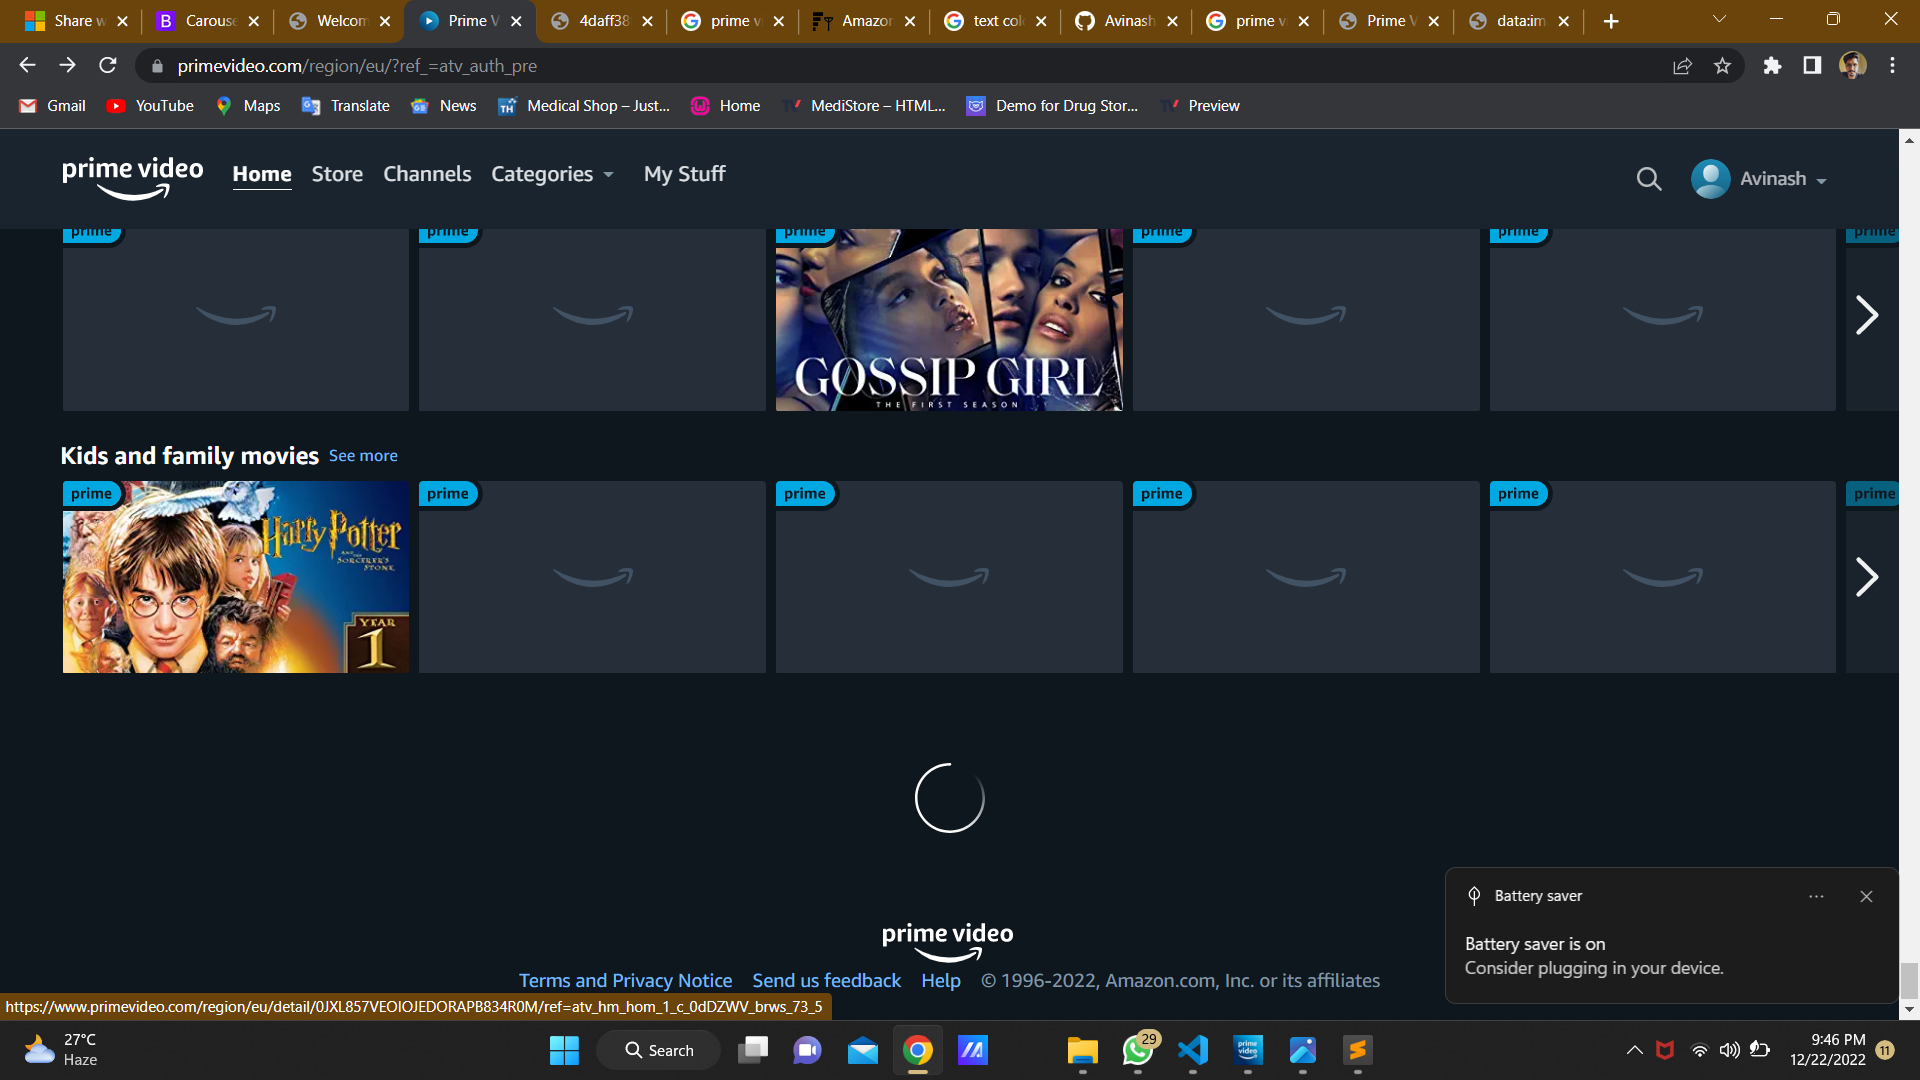 Share w
Carouse
Welcom
Prime V
4daff38
prime v
Amazon
text col
Avinash
prime v
Prime V
data:im
primevideo.com/region/eu/?ref_=atv_auth_pre
Gmail
YouTube
Maps
Translate
News
Medical Shop – Just...
Home
MediStore – HTML...
Demo for Drug Stor...
Preview
prime video
Home
Store
Channels
Categories
My Stuff
Avinash
prime
prime
prime
prime
prime
prime
GOSSIP GIRL
THE FIRST SEASON
Kids and family movies See more
prime
prime
prime
prime
prime
prime
Harry Potter
AND THE
SORCERER'S
STONE
YEAR
1
Battery saver
Battery saver is on
Consider plugging in your device.
prime video
Terms and Privacy Notice Send us feedback Help © 1996-2022, Amazon.com, Inc. or its affiliates
https://www.primevideo.com/region/eu/detail/0JXL857VEOIOJEDORAPB834R0M/ref=atv_hm_hom_1_c_0dDZWV_brws_73_5
27°C
Haze
Search
29
prime
video
9:46 PM
12/22/2022
11